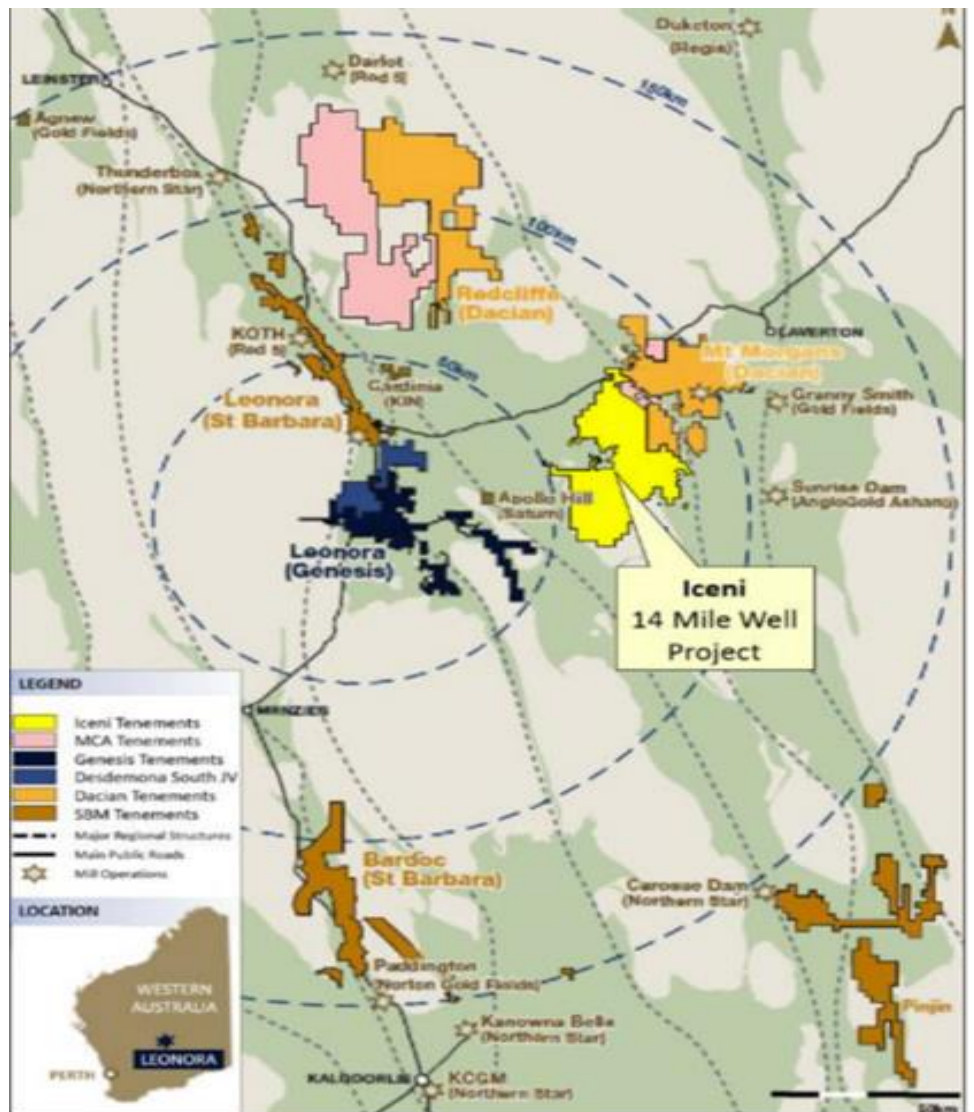 N
Dukcton
(Regis)
Darlot
(Red 5)
LEINSTER
150km
Agnew
(Gold Fields)
Thunderbox
(Northern Star)
100km
Redcliffe
(Dacian)
KOTH
(Red 5)
LAVERTON
50km
Mt Morgans
(Dacian)
(KIN)
Granny Smith
(Gold Fields)
Leonora
(St Barbara)
Apollo Hill
(Saturn)
Sunrise Dam
(AngloGold Ashanti)
Leonora
(Genesis)
Iceni
14 Mile Well
Project
MENZIES
LEGEND
Iceni Tenements
MCA Tenements
Genesis Tenements
Desdemona South JV
Dacian Tenements
SBM Tenements
Major Regional Structures
Main Public Roads
Mill Operations
Bardoc
(St Barbara)
Carosue Dam
(Northern Star)
LOCATION
WESTERN
AUSTRALIA
LEONORA
PERTH
Paddington
(Norton Gold Fields)
Pinjin
Kanowna Belle
(Northern Star)
KALGOORLIE
KCGM
(Northern Star)
50km